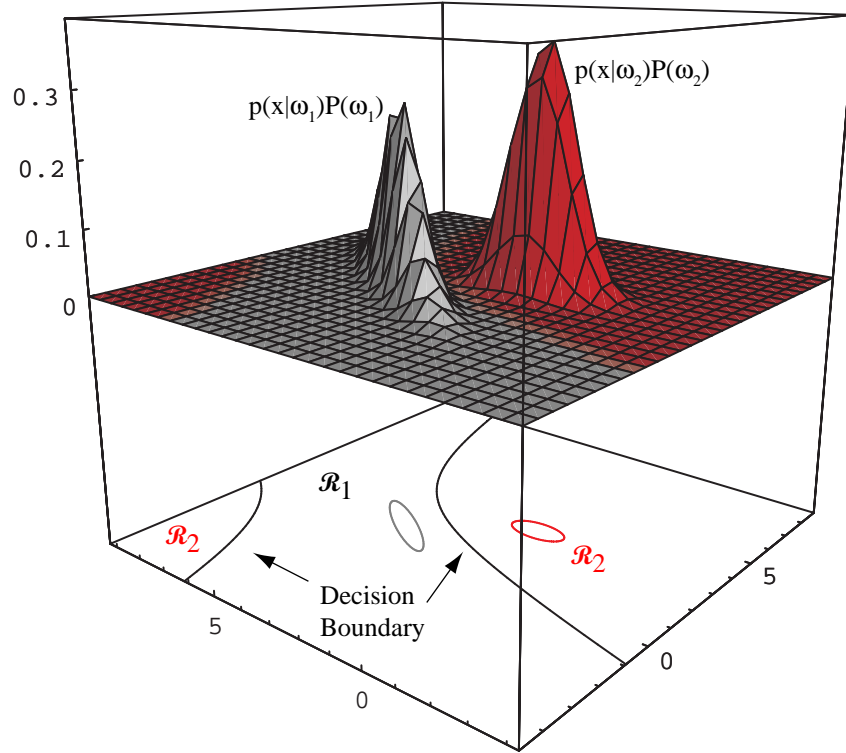 p(x|ω₂)P(ω₂)
0.3
p(x|ω₁)P(ω₁)
0.2
0.1
0
ℛ₁
ℛ₂
ℛ₂
5
Decision
Boundary
5
0
0